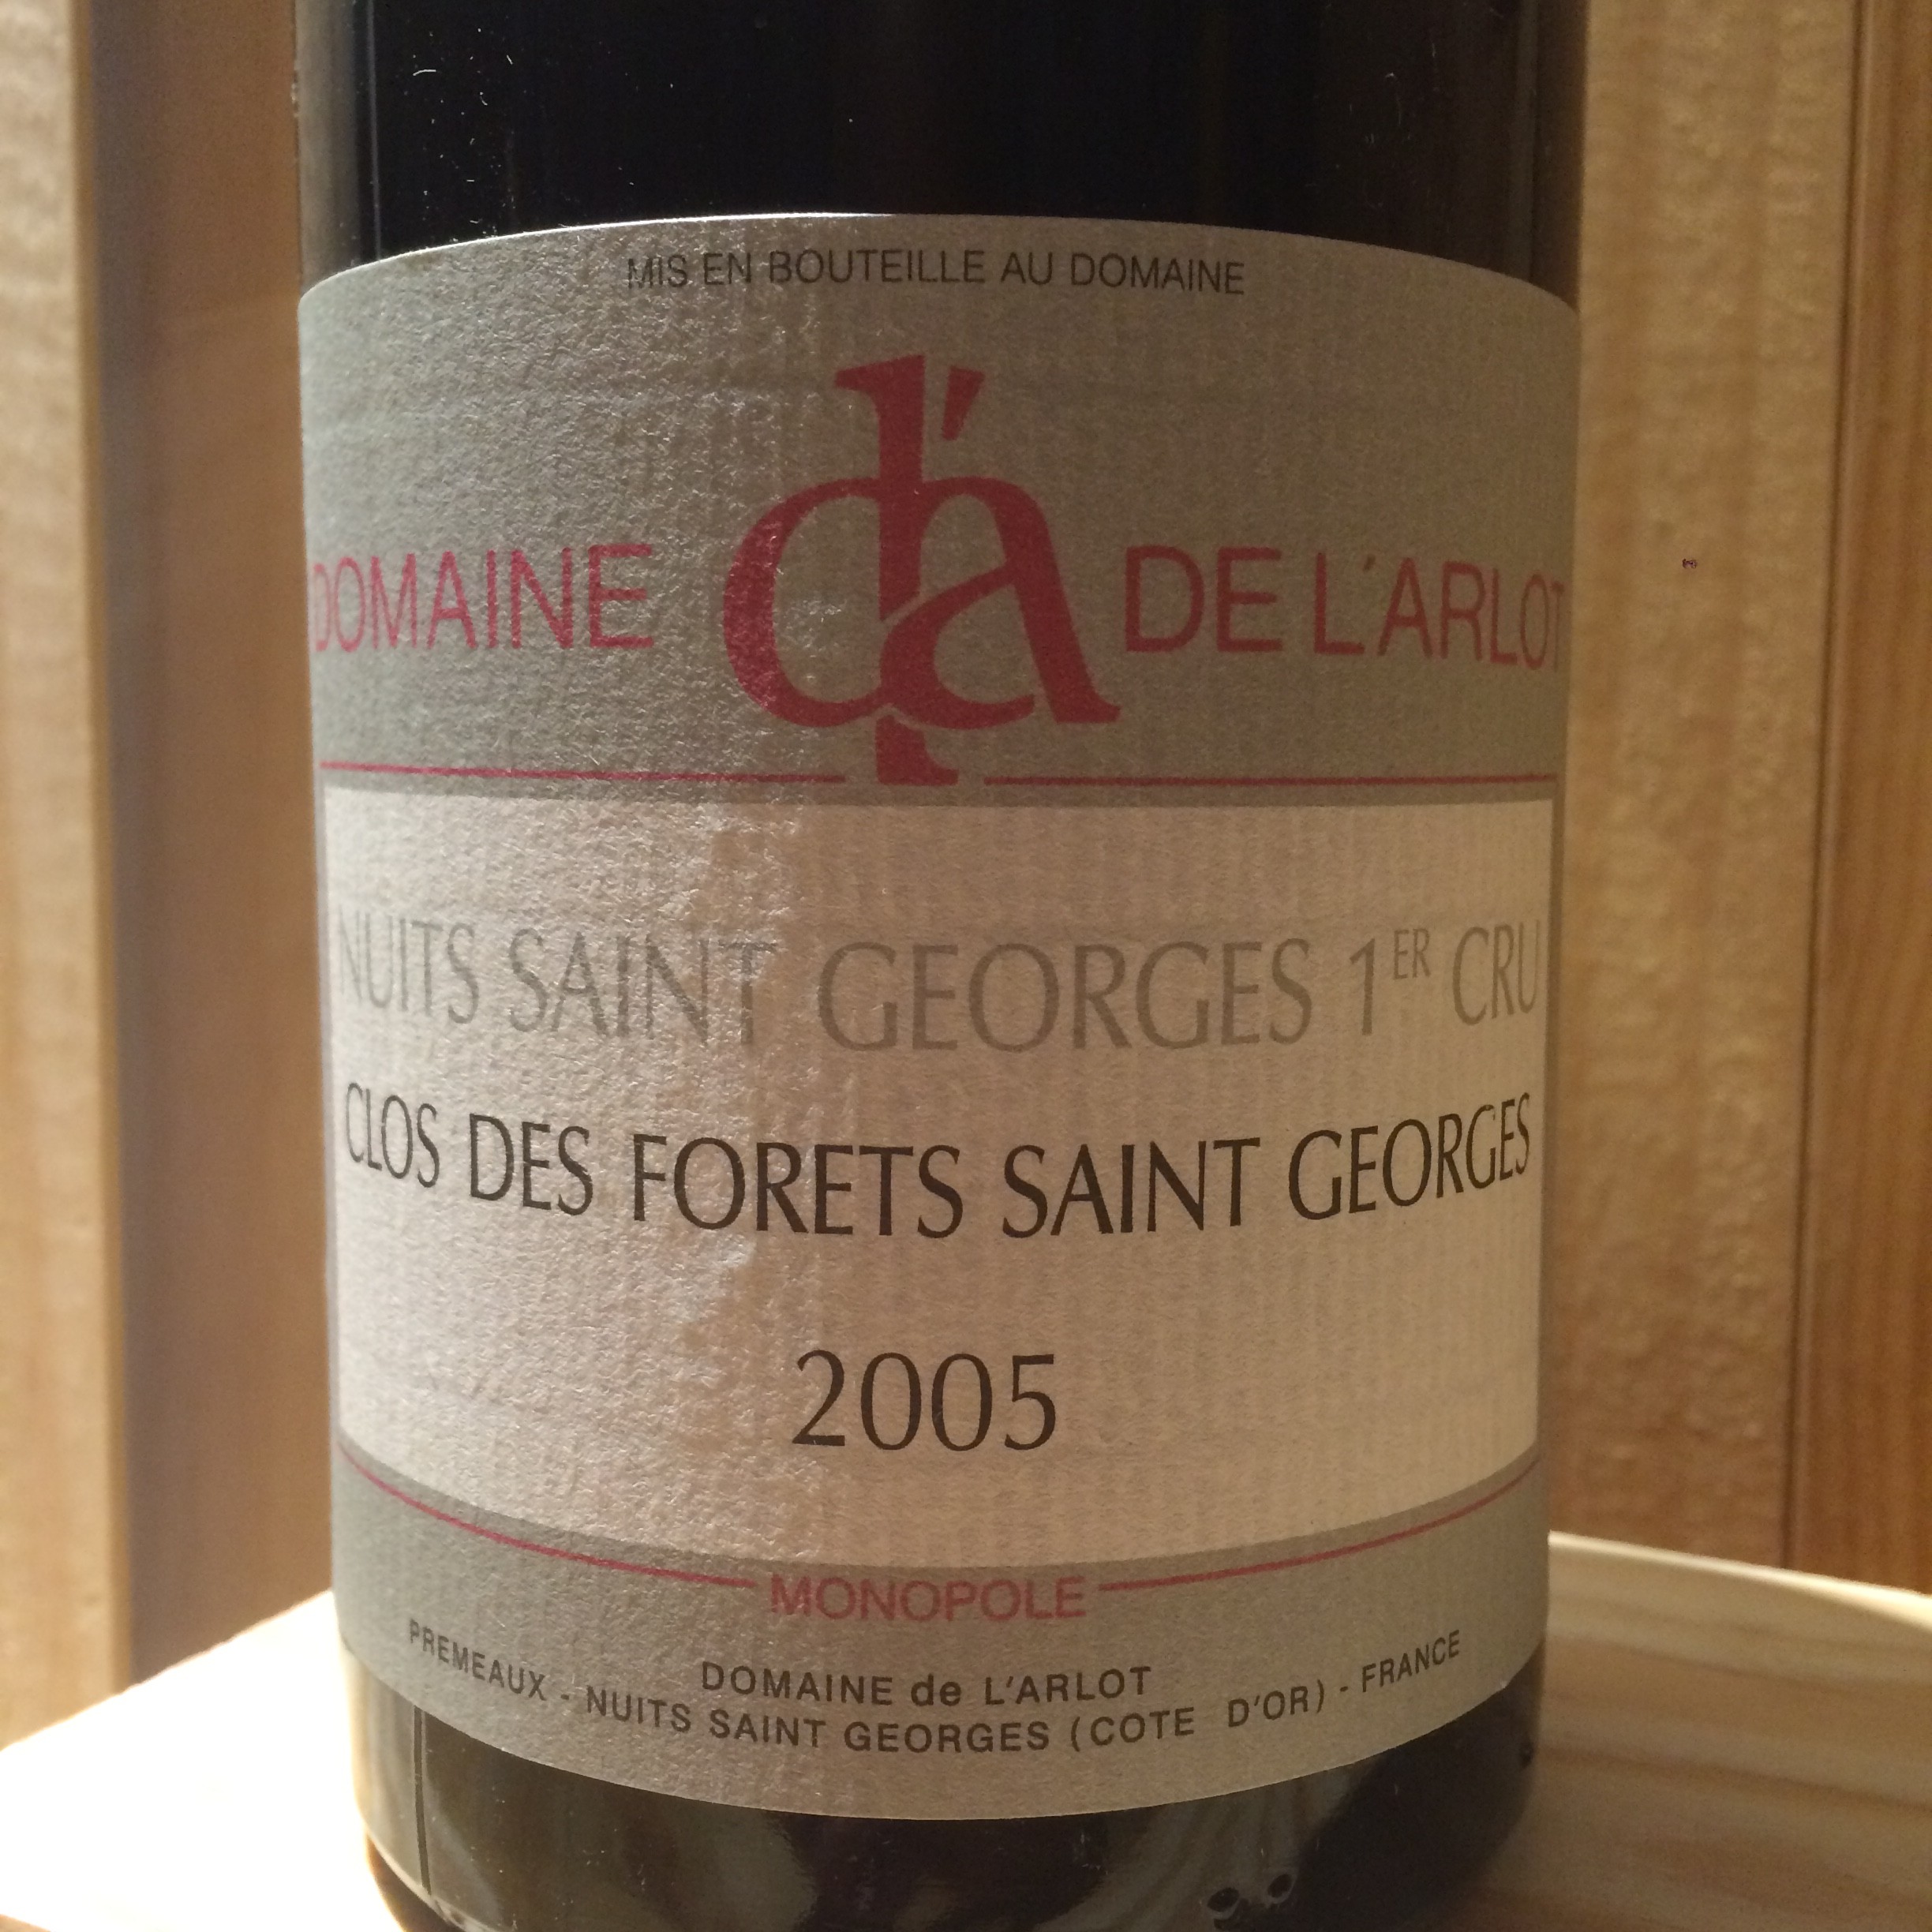 MIS EN BOUTEILLE AU DOMAINE
dl'a
DOMAINE DE L'ARLOT
NUITS SAINT GEORGES 1ER CRU
CLOS DES FORETS SAINT GEORGES
2005
MONOPOLE
DOMAINE de L'ARLOT
PREMEAUX - NUITS SAINT GEORGES (COTE D'OR) - FRANCE